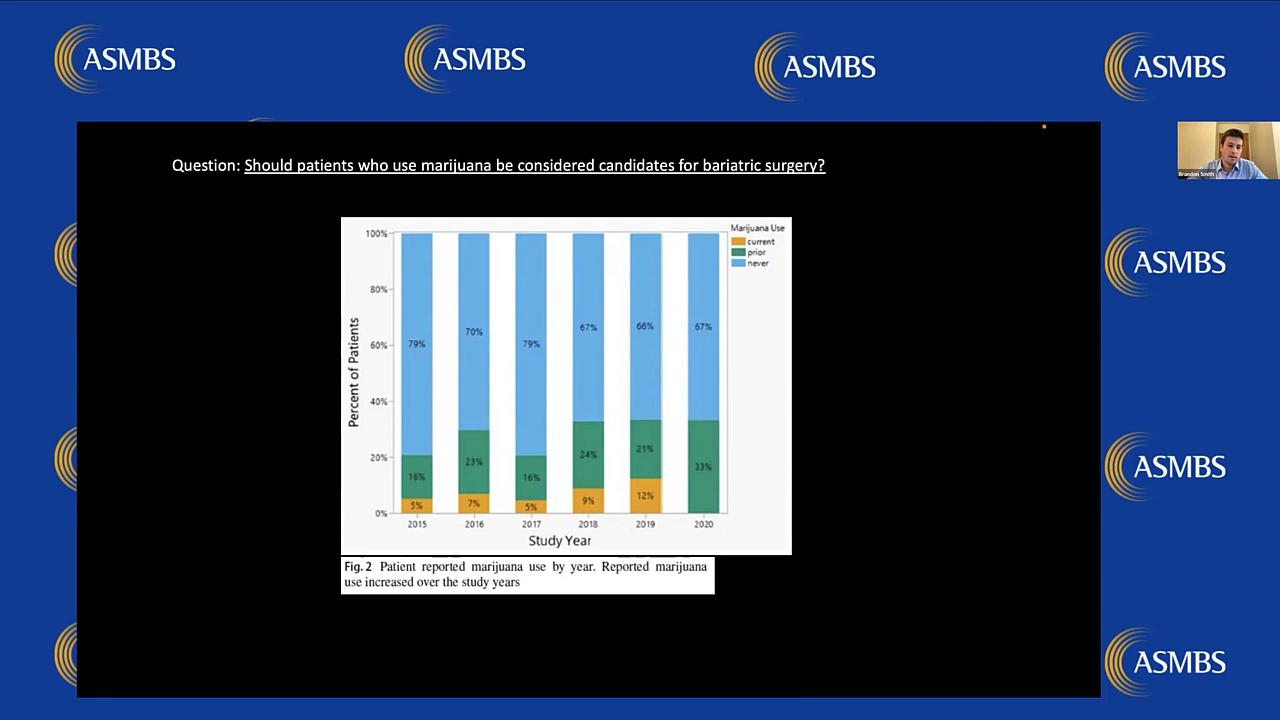 ASMBS
ASMBS
ASMBS
ASMBS
Question: Should patients who use marijuana be considered candidates for bariatric surgery?
Brandon Smith
Marijuana Use
current
prior
never
Percent of Patients
100%
80%
60%
40%
20%
0%
79%
16%
5%
70%
23%
7%
79%
16%
5%
67%
24%
9%
66%
21%
12%
67%
33%
2015
2016
2017
2018
2019
2020
Study Year
Fig. 2 Patient reported marijuana use by year. Reported marijuana
use increased over the study years
ASMBS
ASMBS
ASMBS